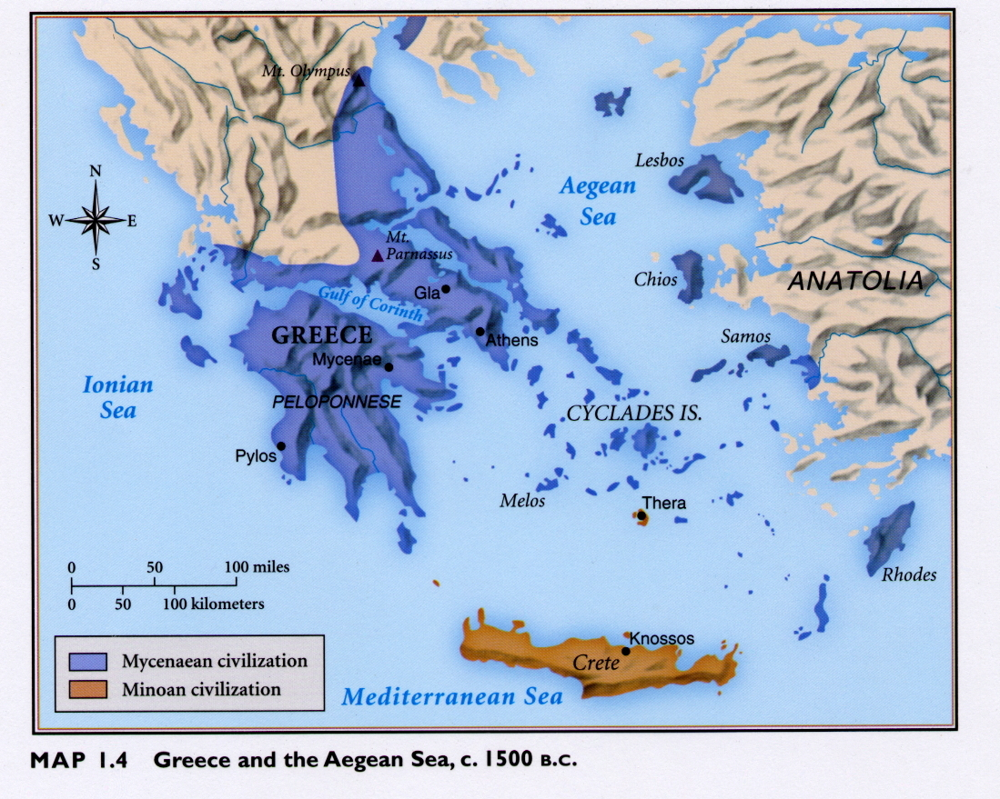 Mt. Olympus
Lesbos
Aegean
Sea
N
W E
S
Mt.
Parnassus
Chios
ANATOLIA
Gla
Gulf of Corinth
GREECE
Athens
Samos
Mycenae
Ionian
Sea
PELOPONNESE
CYCLADES IS.
Pylos
Melos
Thera
0 50 100 miles
0 50 100 kilometers
Rhodes
Knossos
Crete
Mycenaean civilization
Minoan civilization
Mediterranean Sea
MAP 1.4 Greece and the Aegean Sea, c. 1500 B.C.